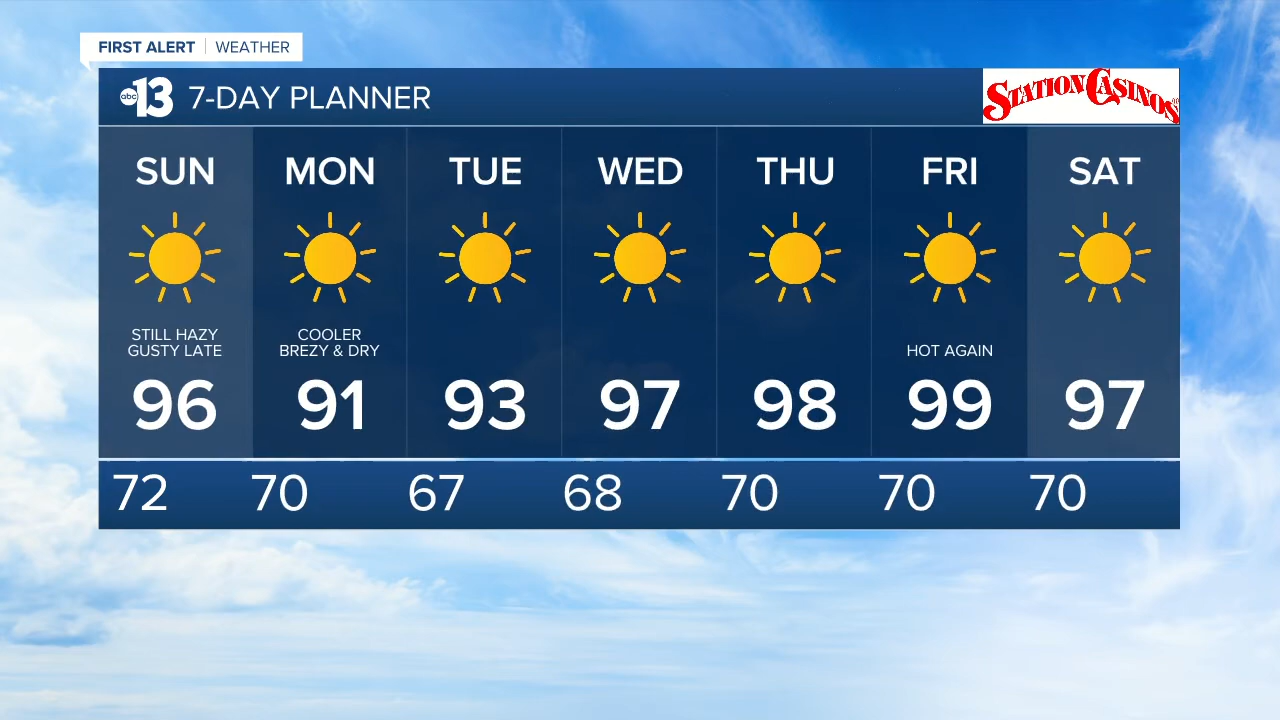 FIRST ALERT | WEATHER
abc 13 7-DAY PLANNER
STATION CASINOS
SUN MON TUE WED THU FRI SAT
STILL HAZY COOLER
GUSTY LATE BREZY & DRY HOT AGAIN
96 91 93 97 98 99 97
72 70 67 68 70 70 70